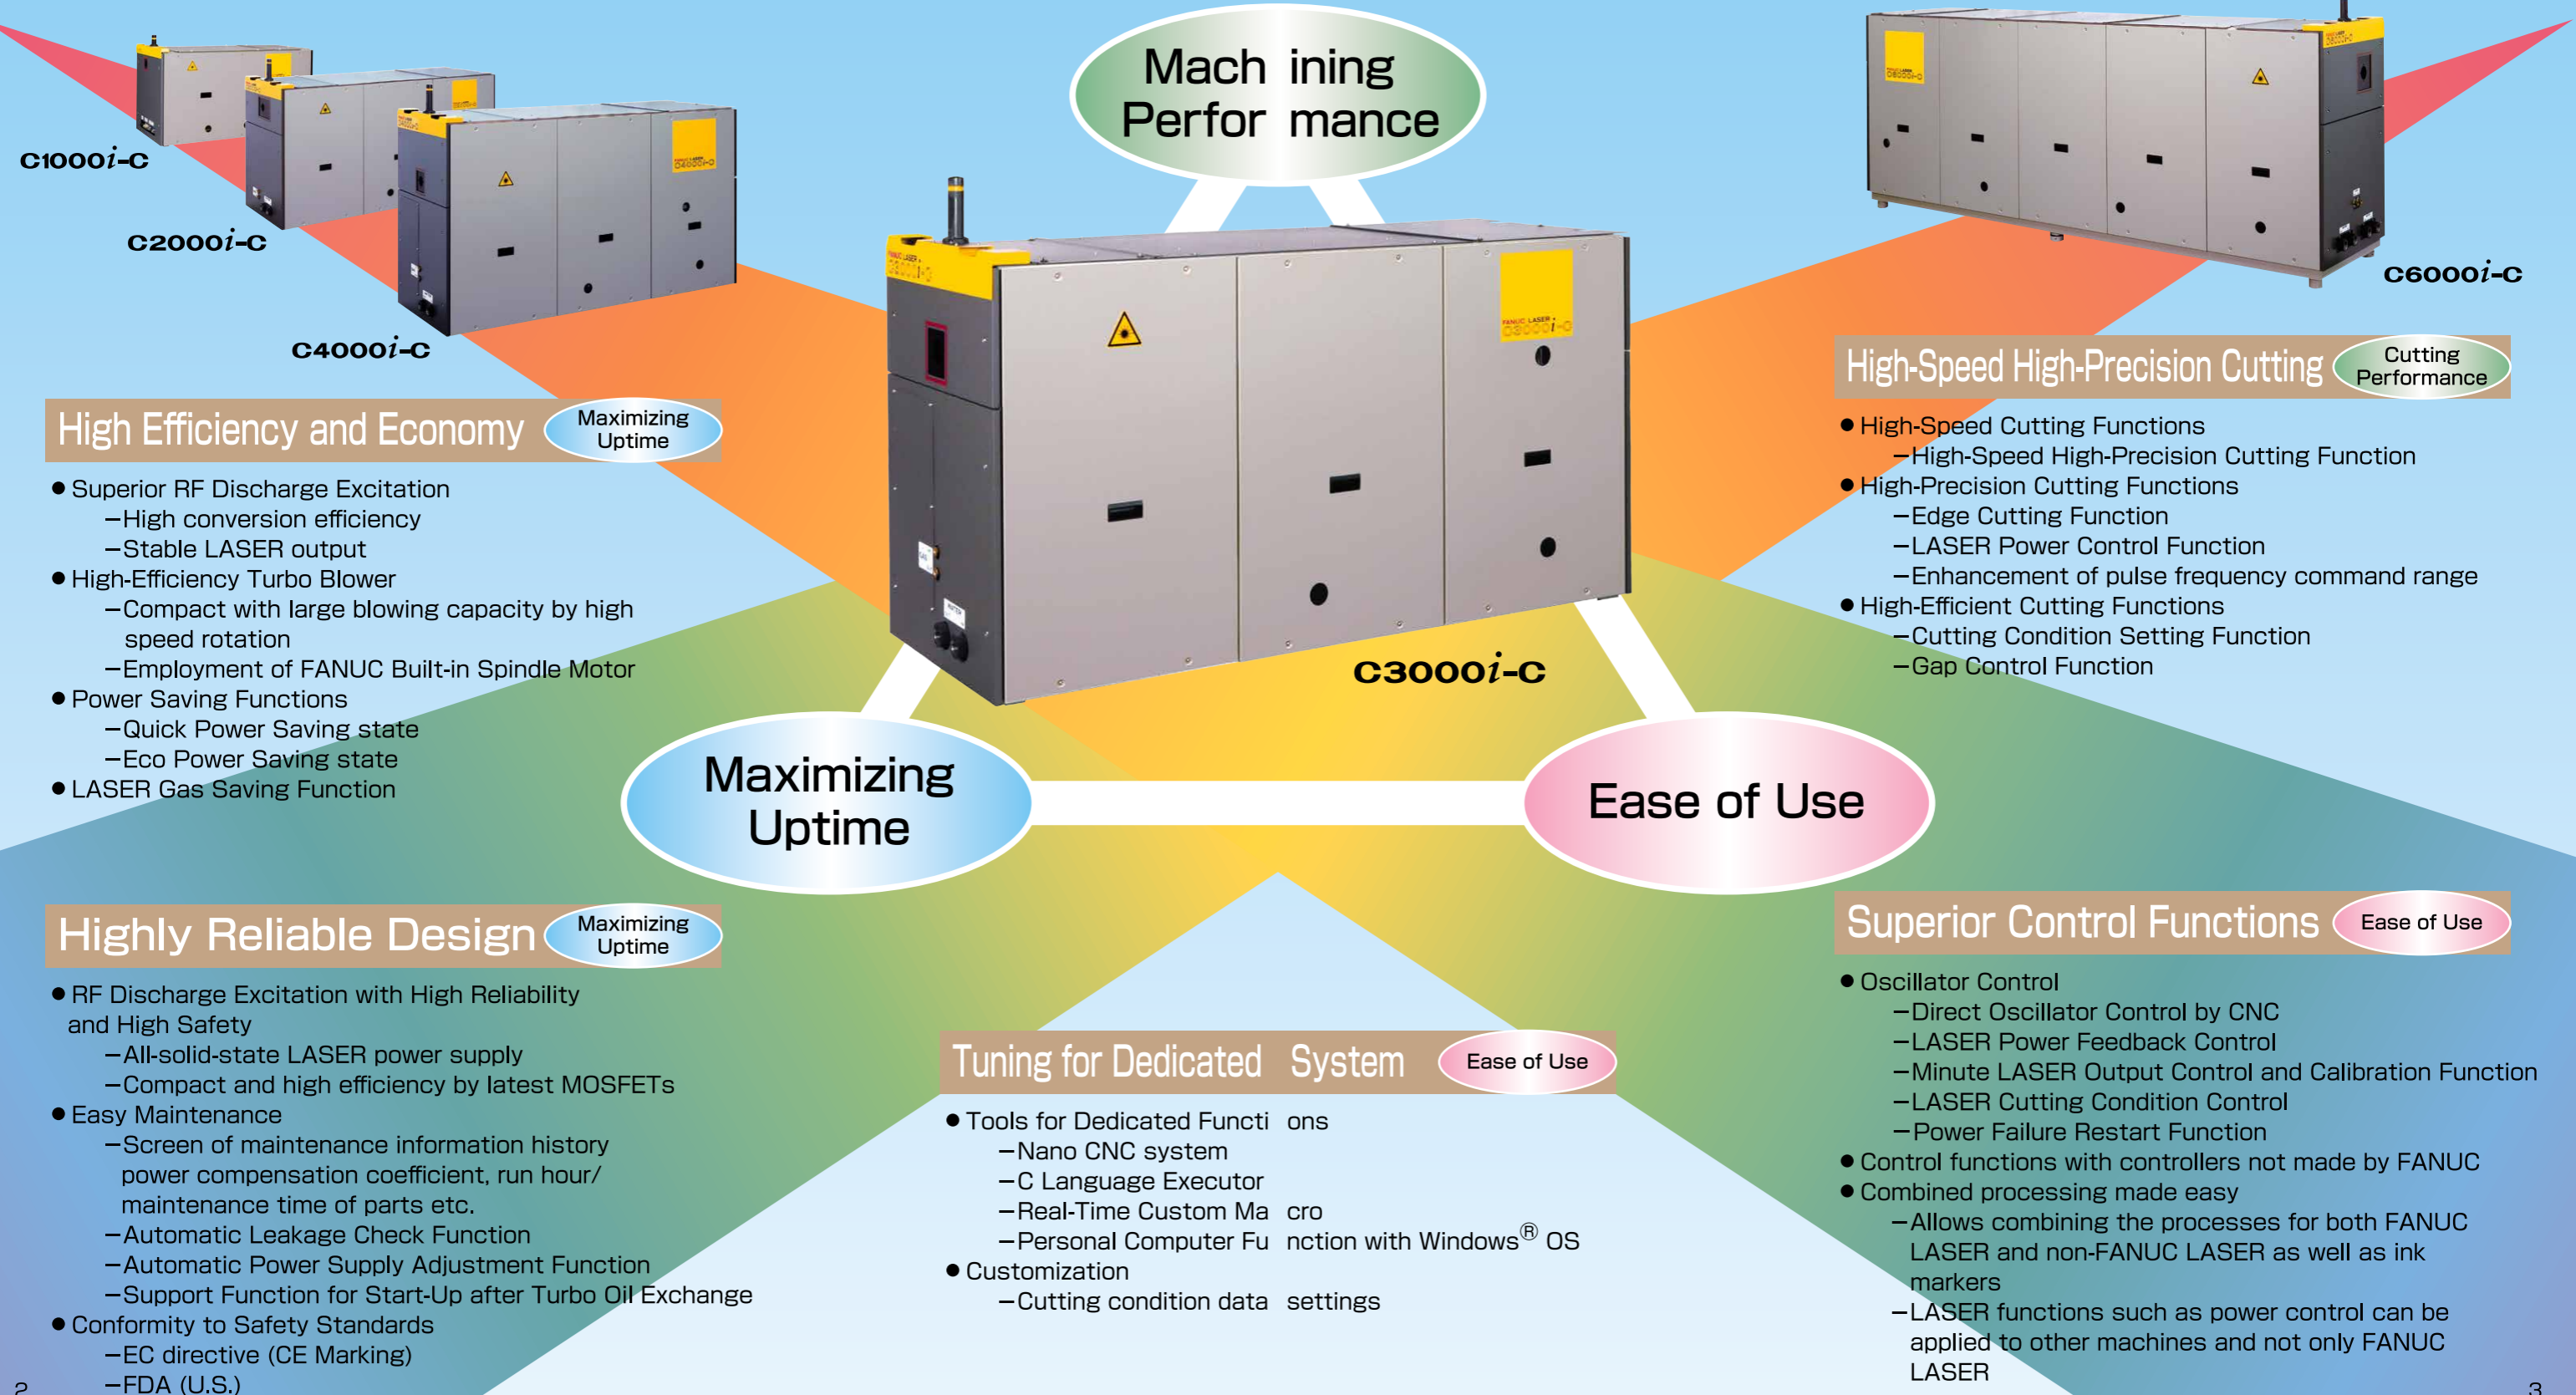 Mach ining
Perfor mance
C1000i-C
C2000i-C
C4000i-C
C6000i-C
FANUC LASER
C3000i-C
C3000i-C
High Efficiency and Economy
Maximizing
Uptime
● Superior RF Discharge Excitation
−High conversion efficiency
−Stable LASER output
● High-Efficiency Turbo Blower
−Compact with large blowing capacity by high
speed rotation
−Employment of FANUC Built-in Spindle Motor
● Power Saving Functions
−Quick Power Saving state
−Eco Power Saving state
● LASER Gas Saving Function
High-Speed High-Precision Cutting
Cutting
Performance
● High-Speed Cutting Functions
−High-Speed High-Precision Cutting Function
● High-Precision Cutting Functions
−Edge Cutting Function
−LASER Power Control Function
−Enhancement of pulse frequency command range
● High-Efficient Cutting Functions
−Cutting Condition Setting Function
−Gap Control Function
Maximizing
Uptime
Ease of Use
Highly Reliable Design
Maximizing
Uptime
● RF Discharge Excitation with High Reliability
and High Safety
−All-solid-state LASER power supply
−Compact and high efficiency by latest MOSFETs
● Easy Maintenance
−Screen of maintenance information history
power compensation coefficient, run hour/
maintenance time of parts etc.
−Automatic Leakage Check Function
−Automatic Power Supply Adjustment Function
−Support Function for Start-Up after Turbo Oil Exchange
● Conformity to Safety Standards
−EC directive (CE Marking)
−FDA (U.S.)
Tuning for Dedicated System
Ease of Use
● Tools for Dedicated Functi ons
−Nano CNC system
−C Language Executor
−Real-Time Custom Ma cro
−Personal Computer Fu nction with Windows® OS
● Customization
−Cutting condition data settings
Superior Control Functions
Ease of Use
● Oscillator Control
−Direct Oscillator Control by CNC
−LASER Power Feedback Control
−Minute LASER Output Control and Calibration Function
−LASER Cutting Condition Control
−Power Failure Restart Function
● Control functions with controllers not made by FANUC
● Combined processing made easy
−Allows combining the processes for both FANUC
LASER and non-FANUC LASER as well as ink
markers
−LASER functions such as power control can be
applied to other machines and not only FANUC
LASER
2
3